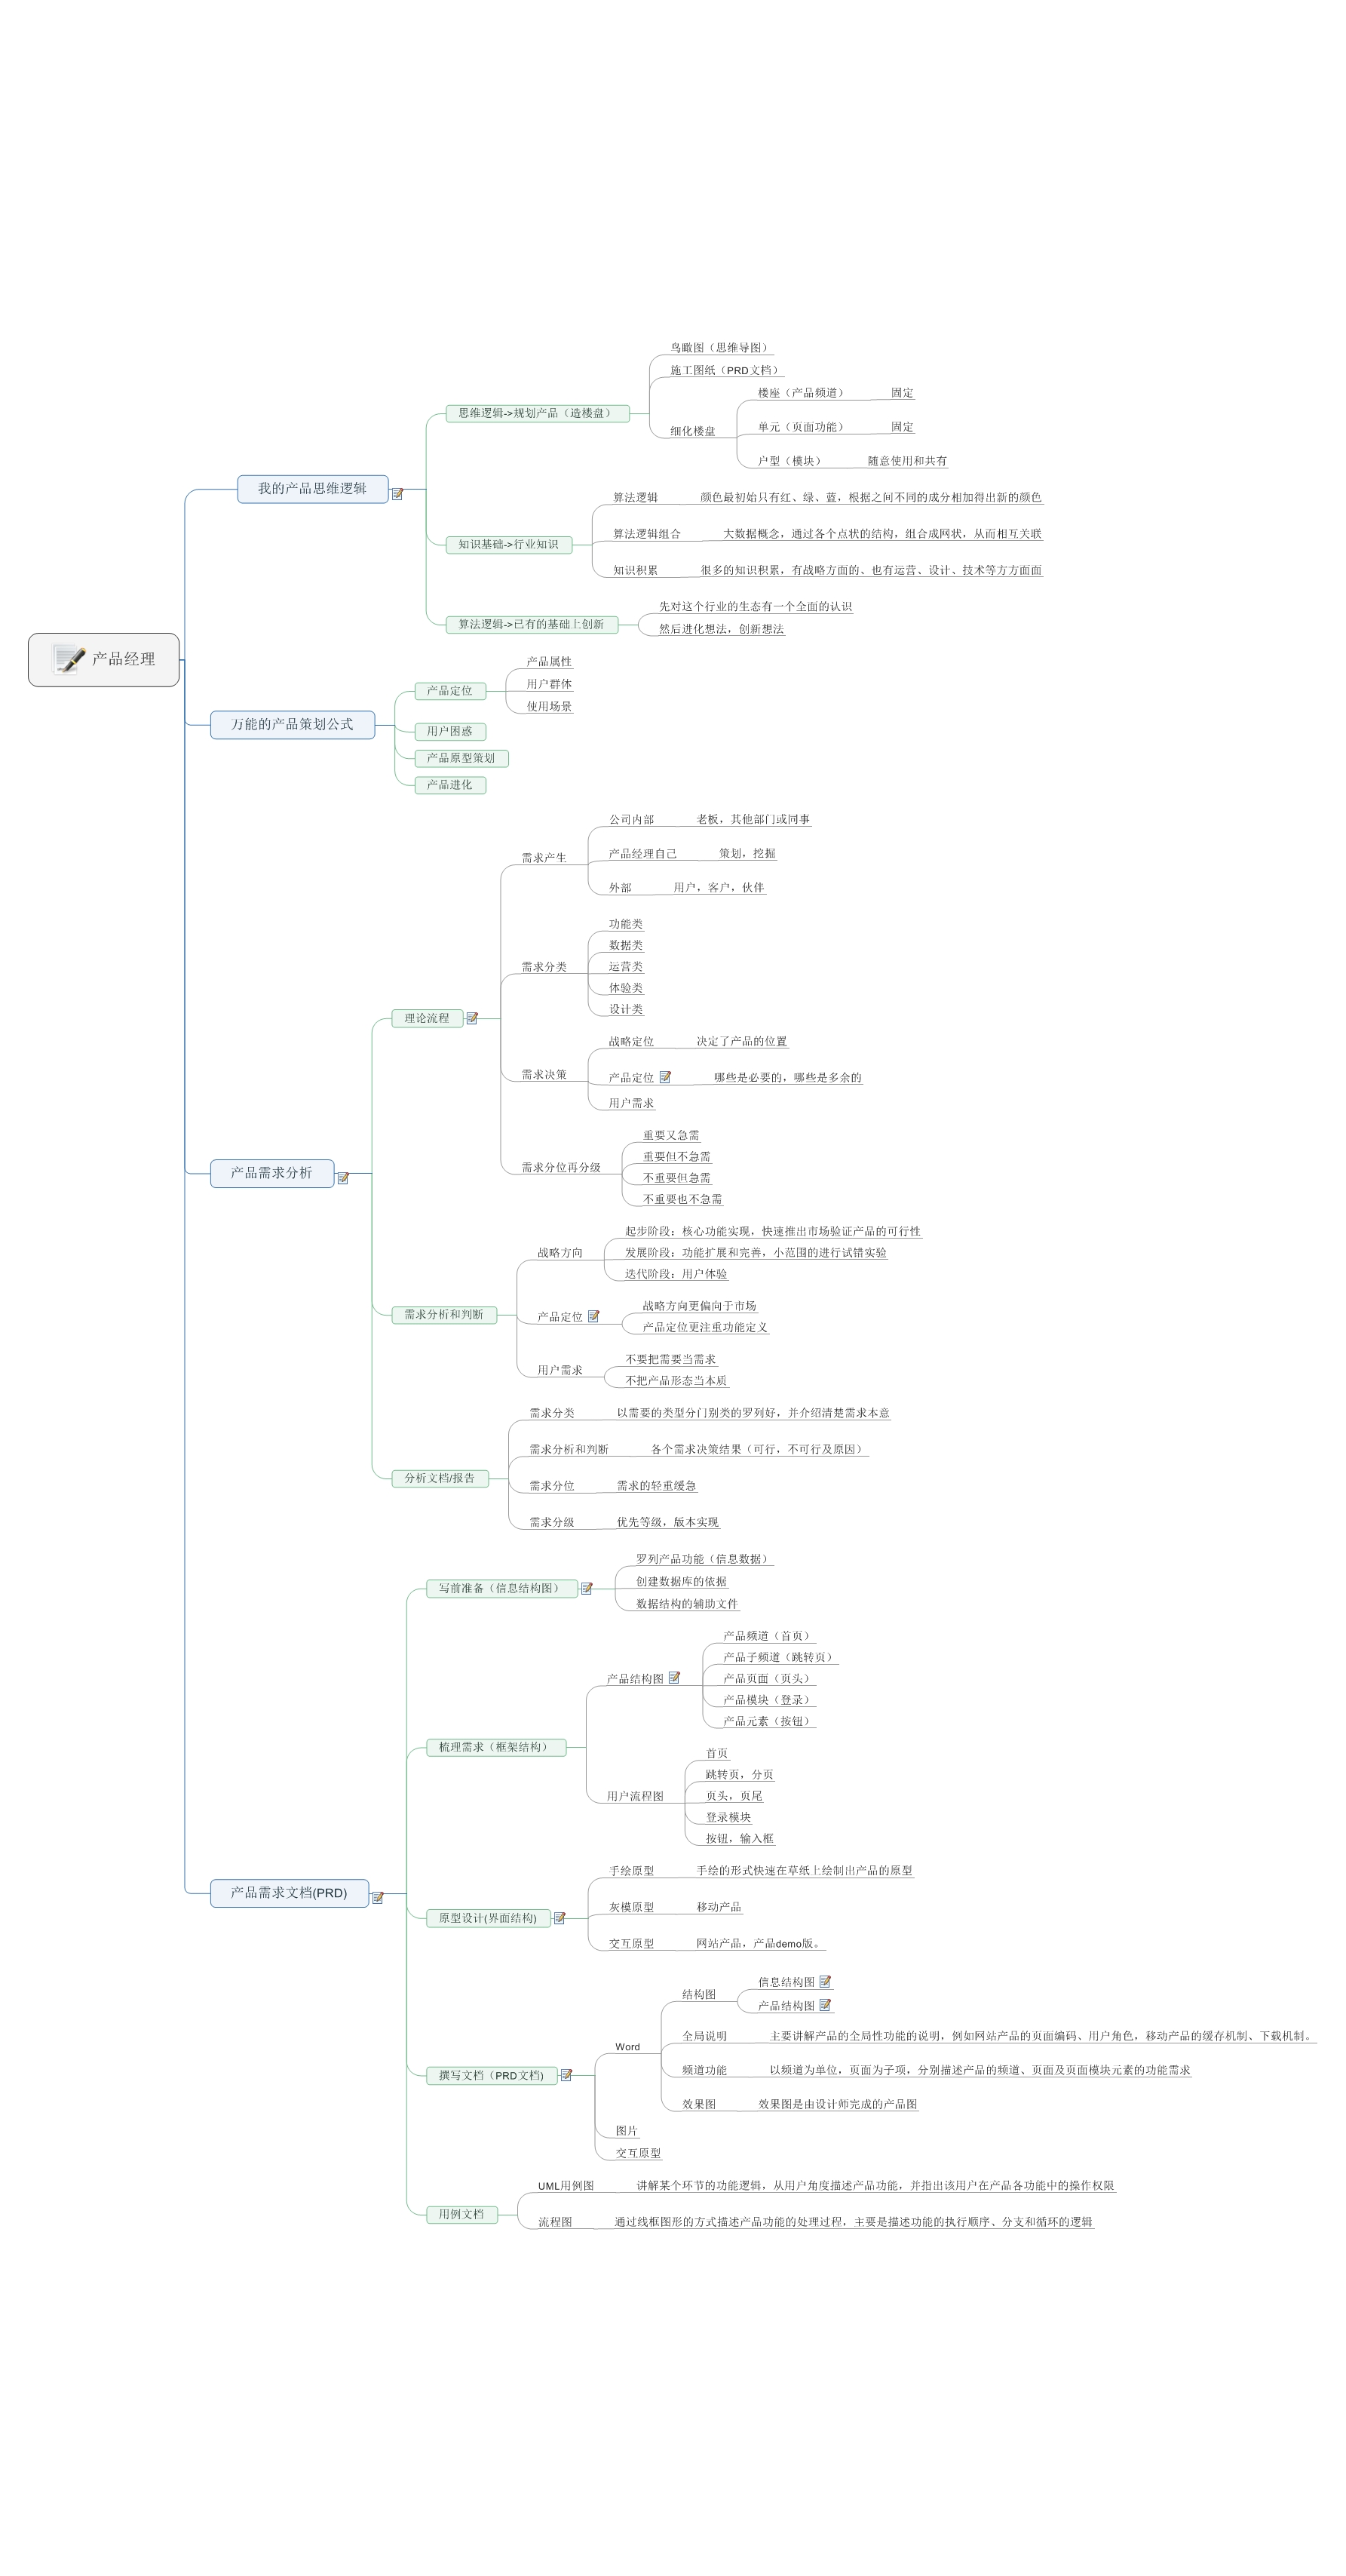 产品经理
我的产品思维逻辑
思维逻辑->规划产品（造楼盘）
鸟瞰图（思维导图）
施工图纸（PRD文档）
细化楼盘
楼座（产品频道）
固定
单元（页面功能）
固定
户型（模块）
随意使用和共有
知识基础->行业知识
算法逻辑
颜色最初始只有红、绿、蓝，根据之间不同的成分相加得出新的颜色
算法逻辑组合
大数据概念，通过各个点状的结构，组合成网状，从而相互关联
知识积累
很多的知识积累，有战略方面的、也有运营、设计、技术等方方面面
算法逻辑->已有的基础上创新
先对这个行业的生态有一个全面的认识
然后进化想法，创新想法
万能的产品策划公式
产品定位
产品属性
用户群体
使用场景
用户困惑
产品原型策划
产品进化
产品需求分析
理论流程
需求产生
公司内部
老板，其他部门或同事
产品经理自己
策划，挖掘
外部
用户，客户，伙伴
需求分类
功能类
数据类
运营类
体验类
设计类
需求决策
战略定位
决定了产品的位置
产品定位
哪些是必要的，哪些是多余的
用户需求
需求分位再分级
重要又急需
重要但不急需
不重要但急需
不重要也不急需
需求分析和判断
战略方向
起步阶段：核心功能实现，快速推出市场验证产品的可行性
发展阶段：功能扩展和完善，小范围的进行试错实验
迭代阶段：用户体验
产品定位
战略方向更偏向于市场
产品定位更注重功能定义
用户需求
不要把需要当需求
不把产品形态当本质
分析文档/报告
需求分类
以需要的类型分门别类的罗列好，并介绍清楚需求本意
需求分析和判断
各个需求决策结果（可行，不可行及原因）
需求分位
需求的轻重缓急
需求分级
优先等级，版本实现
产品需求文档(PRD)
写前准备（信息结构图）
罗列产品功能（信息数据）
创建数据库的依据
数据结构的辅助文件
梳理需求（框架结构）
产品结构图
产品频道（首页）
产品子频道（跳转页）
产品页面（页头）
产品模块（登录）
产品元素（按钮）
用户流程图
首页
跳转页，分页
页头，页尾
登录模块
按钮，输入框
原型设计(界面结构)
手绘原型
手绘的形式快速在草纸上绘制出产品的原型
灰模原型
移动产品
交互原型
网站产品，产品demo版。
撰写文档（PRD文档)
Word
结构图
信息结构图
产品结构图
全局说明
主要讲解产品的全局性功能的说明，例如网站产品的页面编码、用户角色，移动产品的缓存机制、下载机制。
频道功能
以频道为单位，页面为子项，分别描述产品的频道、页面及页面模块元素的功能需求
效果图
效果图是由设计师完成的产品图
图片
交互原型
用例文档
UML用例图
讲解某个环节的功能逻辑，从用户角度描述产品功能，并指出该用户在产品各功能中的操作权限
流程图
通过线框图形的方式描述产品功能的处理过程，主要是描述功能的执行顺序、分支和循环的逻辑